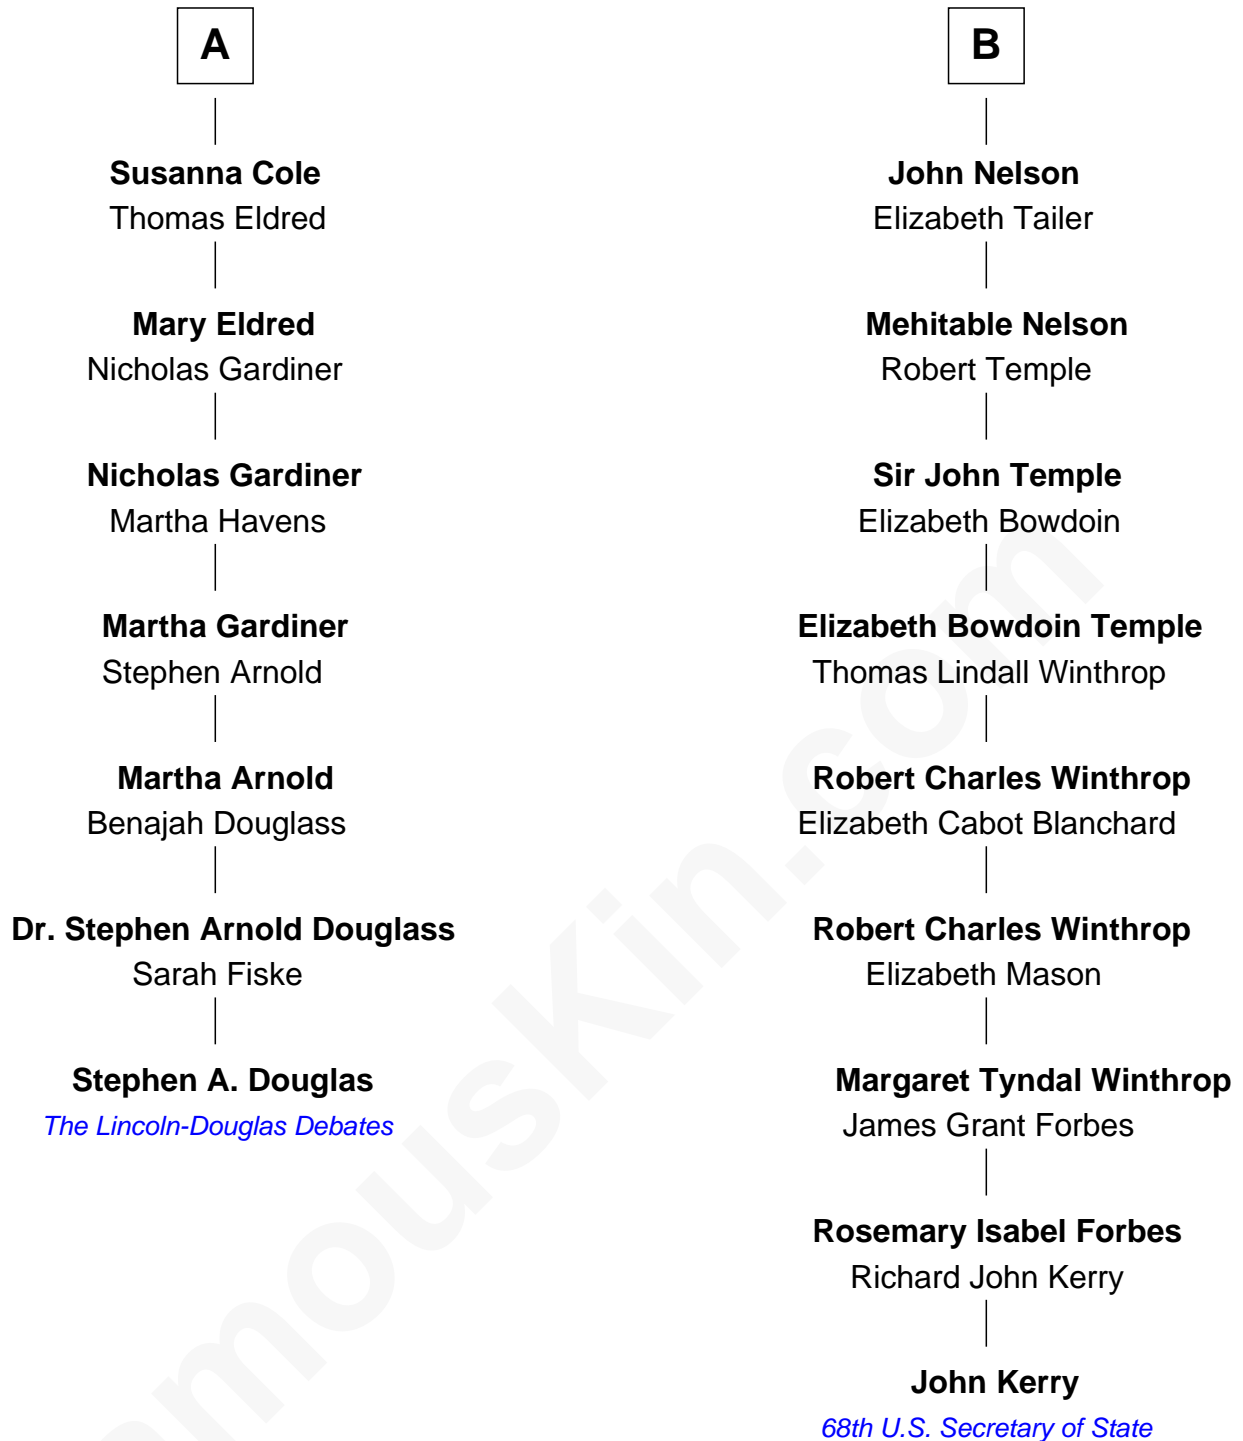 A
Susanna Cole
Thomas Eldred
Mary Eldred
Nicholas Gardiner
Nicholas Gardiner
Martha Havens
Martha Gardiner
Stephen Arnold
Martha Arnold
Benajah Douglass
Dr. Stephen Arnold Douglass
Sarah Fiske
Stephen A. Douglas
The Lincoln-Douglas Debates
B
John Nelson
Elizabeth Tailer
Mehitable Nelson
Robert Temple
Sir John Temple
Elizabeth Bowdoin
Elizabeth Bowdoin Temple
Thomas Lindall Winthrop
Robert Charles Winthrop
Elizabeth Cabot Blanchard
Robert Charles Winthrop
Elizabeth Mason
Margaret Tyndal Winthrop
James Grant Forbes
Rosemary Isabel Forbes
Richard John Kerry
John Kerry
68th U.S. Secretary of State
amouskin.com